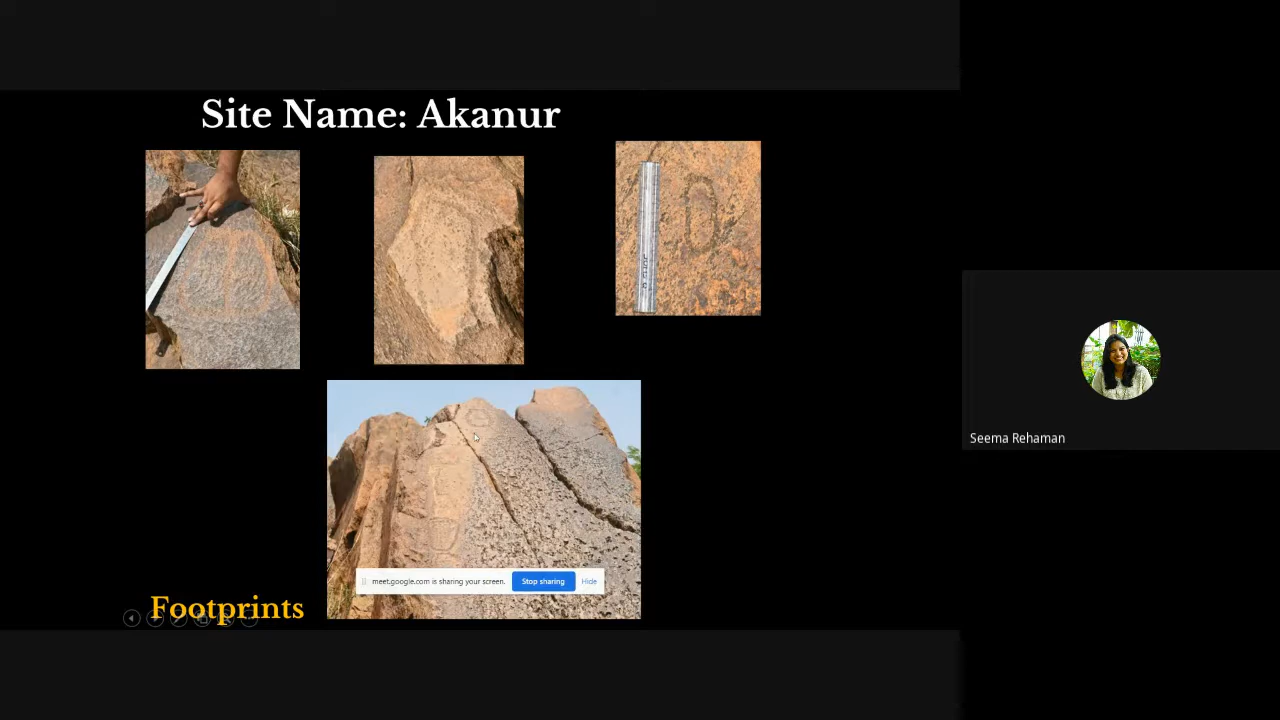 Site Name: Akanur
meet.google.com is sharing your screen.
Stop sharing
Hide
Footprints
Seema Rehaman